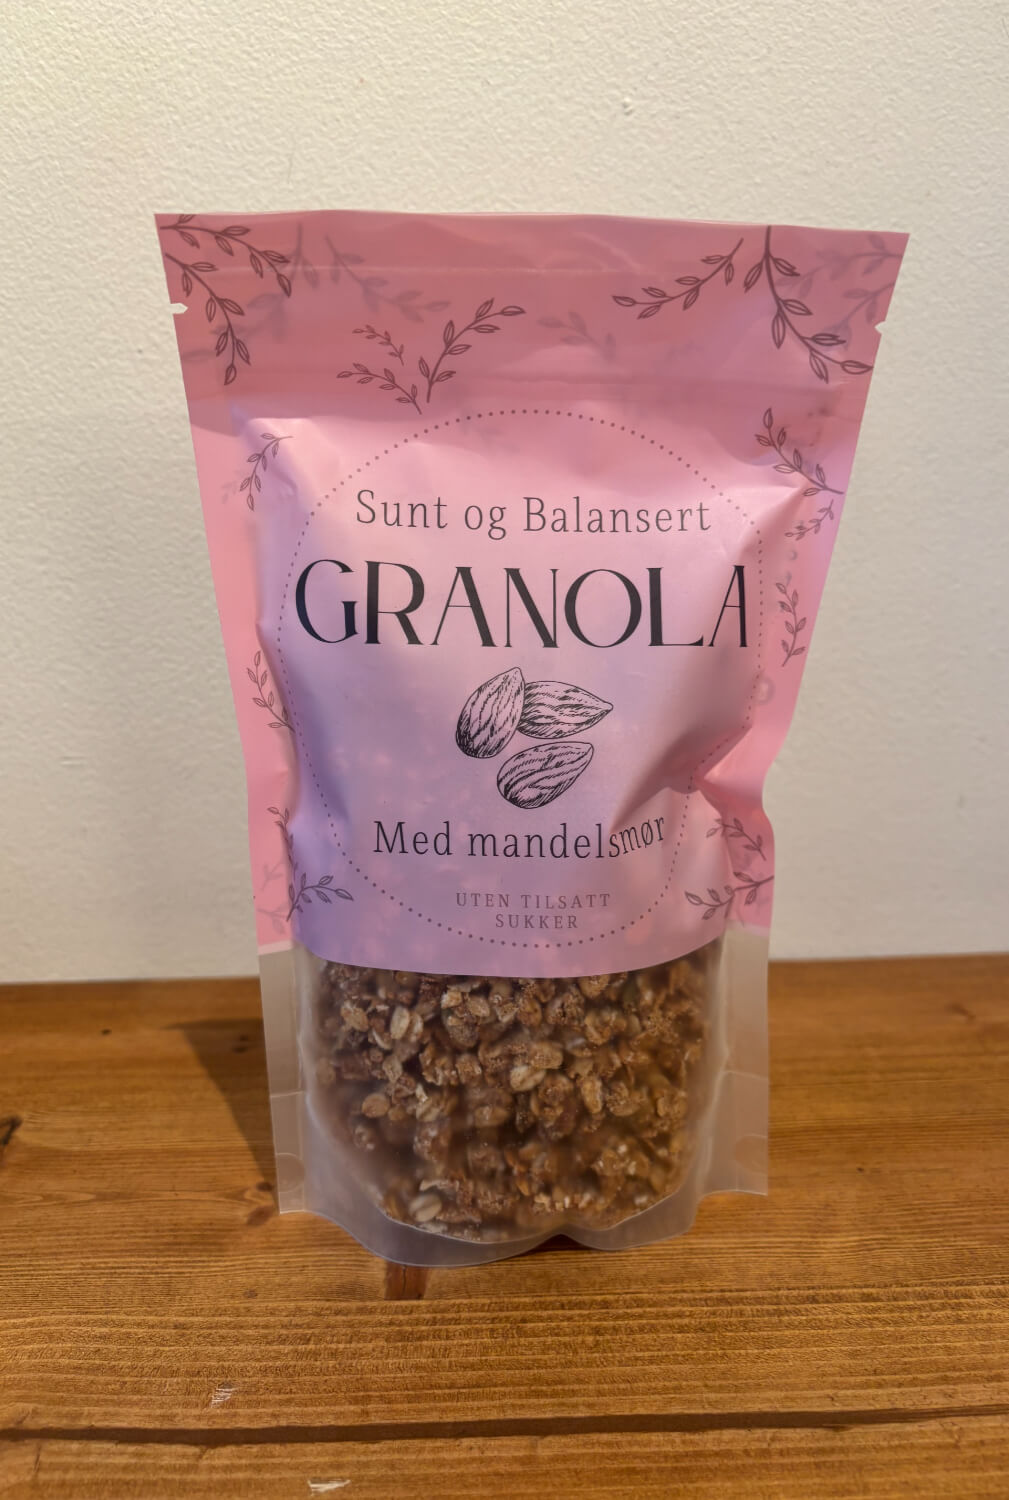 Sunt og Balansert
GRANOLA
Med mandelsmør
UTEN TILSATT
SUKKER